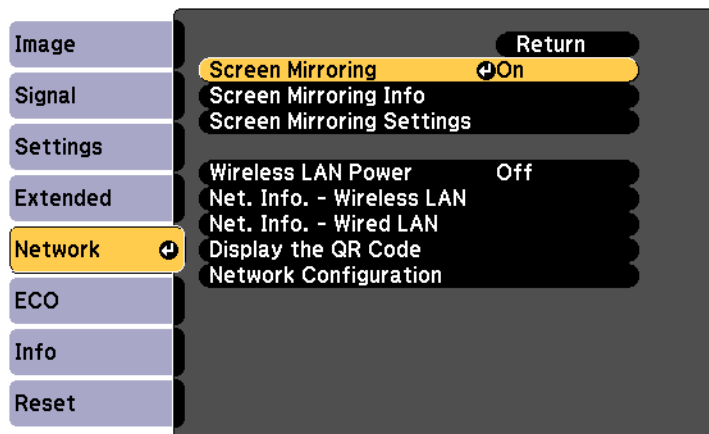 Image
Signal
Settings
Extended
Network
ECO
Info
Reset
Return
Screen Mirroring On
Screen Mirroring Info
Screen Mirroring Settings
Wireless LAN Power Off
Net. Info. - Wireless LAN
Net. Info. - Wired LAN
Display the QR Code
Network Configuration